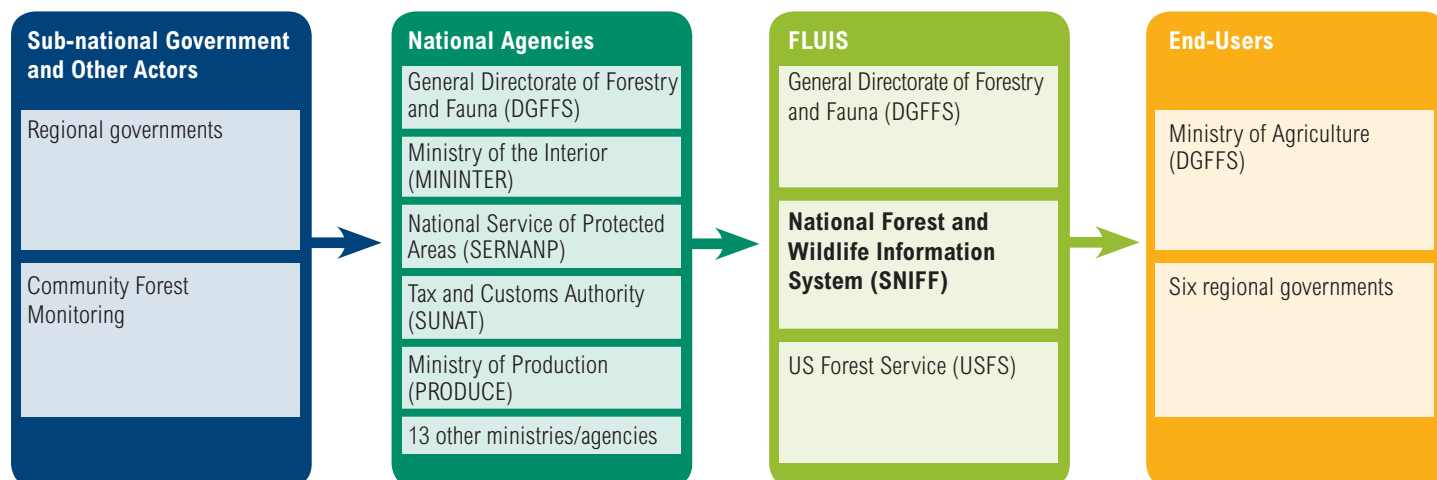 Sub-national Government
and Other Actors
Regional governments
Community Forest
Monitoring
National Agencies
General Directorate of Forestry
and Fauna (DGFFS)
Ministry of the Interior
(MININTER)
National Service of Protected
Areas (SERNANP)
Tax and Customs Authority
(SUNAT)
Ministry of Production
(PRODUCE)
13 other ministries/agencies
FLUIS
General Directorate of Forestry
and Fauna (DGFFS)
National Forest and
Wildlife Information
System (SNIFF)
US Forest Service (USFS)
End-Users
Ministry of Agriculture
(DGFFS)
Six regional governments